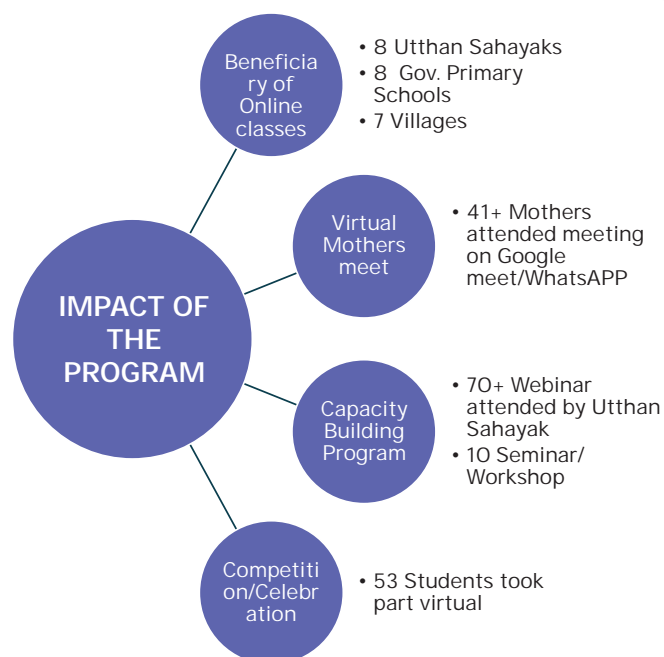 Beneficia
ry of
Online
classes
• 8 Utthan Sahayaks
• 8 Gov. Primary
Schools
• 7 Villages
Virtual
Mothers
meet
• 41+ Mothers
attended meeting
on Google
meet/WhatsAPP
IMPACT OF
THE
PROGRAM
Capacity
Building
Program
• 70+ Webinar
attended by Utthan
Sahayak
• 10 Seminar/
Workshop
Competiti
on/Celebr
ation
• 53 Students took
part virtual